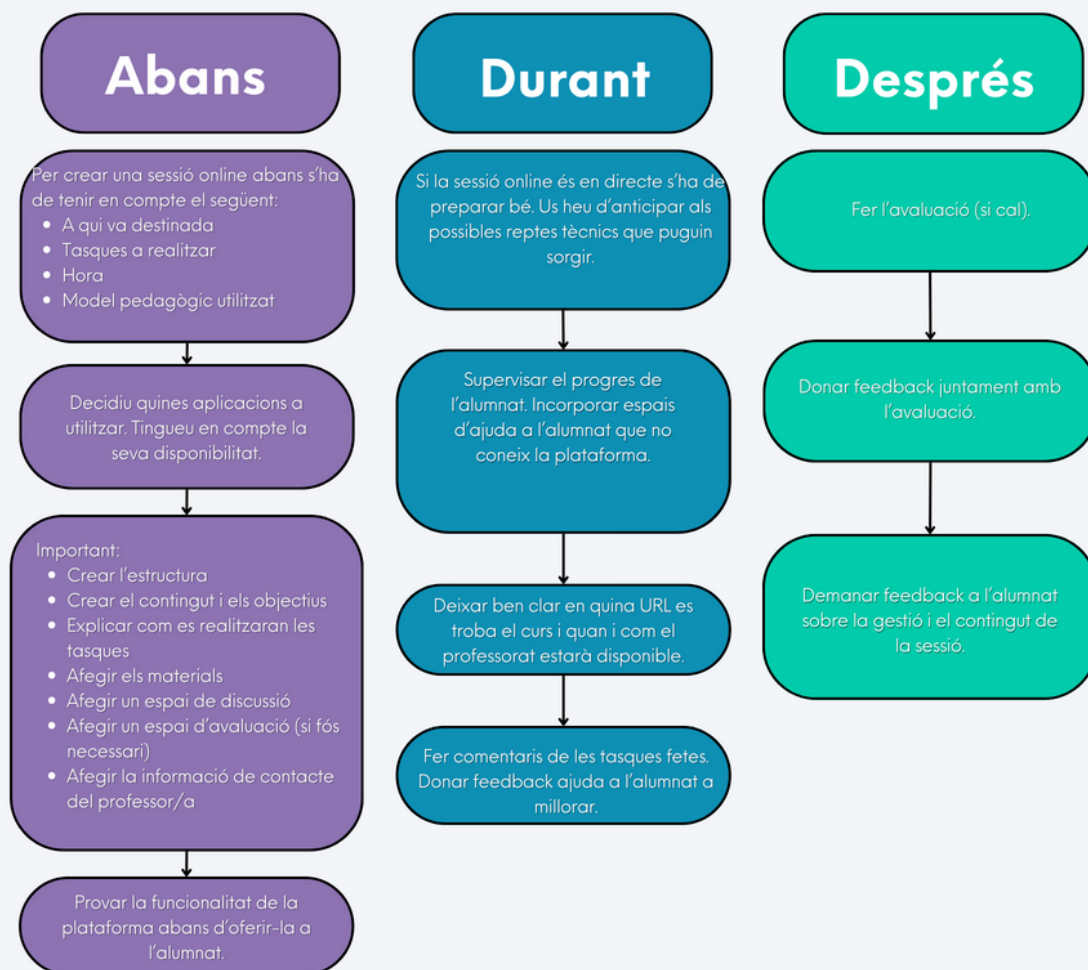 Abans
Per crear una sessió online abans s'ha
de tenir en compte el següent:
• A qui va destinada
• Tasques a realitzar
• Hora
• Model pedagògic utilitzat
Decidiu quines aplicacions a
utilitzar. Tingueu en compte la
seva disponibilitat.
Important:
• Crear l'estructura
• Crear el contingut i els objectius
• Explicar com es realitzaran les
tasques
• Afegir els materials
• Afegir un espai de discussió
• Afegir un espai d'avaluació (si fós
necessari)
• Afegir la informació de contacte
del professor/a
Provar la funcionalitat de la
plataforma abans d'oferir-la a
l'alumnat.
Durant
Si la sessió online és en directe s'ha de
preparar bé. Us heu d'anticipar als
possibles reptes tècnics que puguin
sorgir.
Supervisar el progres de
l'alumnat. Incorporar espais
d'ajuda a l'alumnat que no
coneix la plataforma.
Deixar ben clar en quina URL es
troba el curs i quan i com el
professorat estarà disponible.
Fer comentaris de les tasques fetes.
Donar feedback ajuda a l'alumnat a
millorar.
Després
Fer l'avaluació (si cal).
Donar feedback juntament amb
l'avaluació.
Demanar feedback a l'alumnat
sobre la gestió i el contingut de
la sessió.